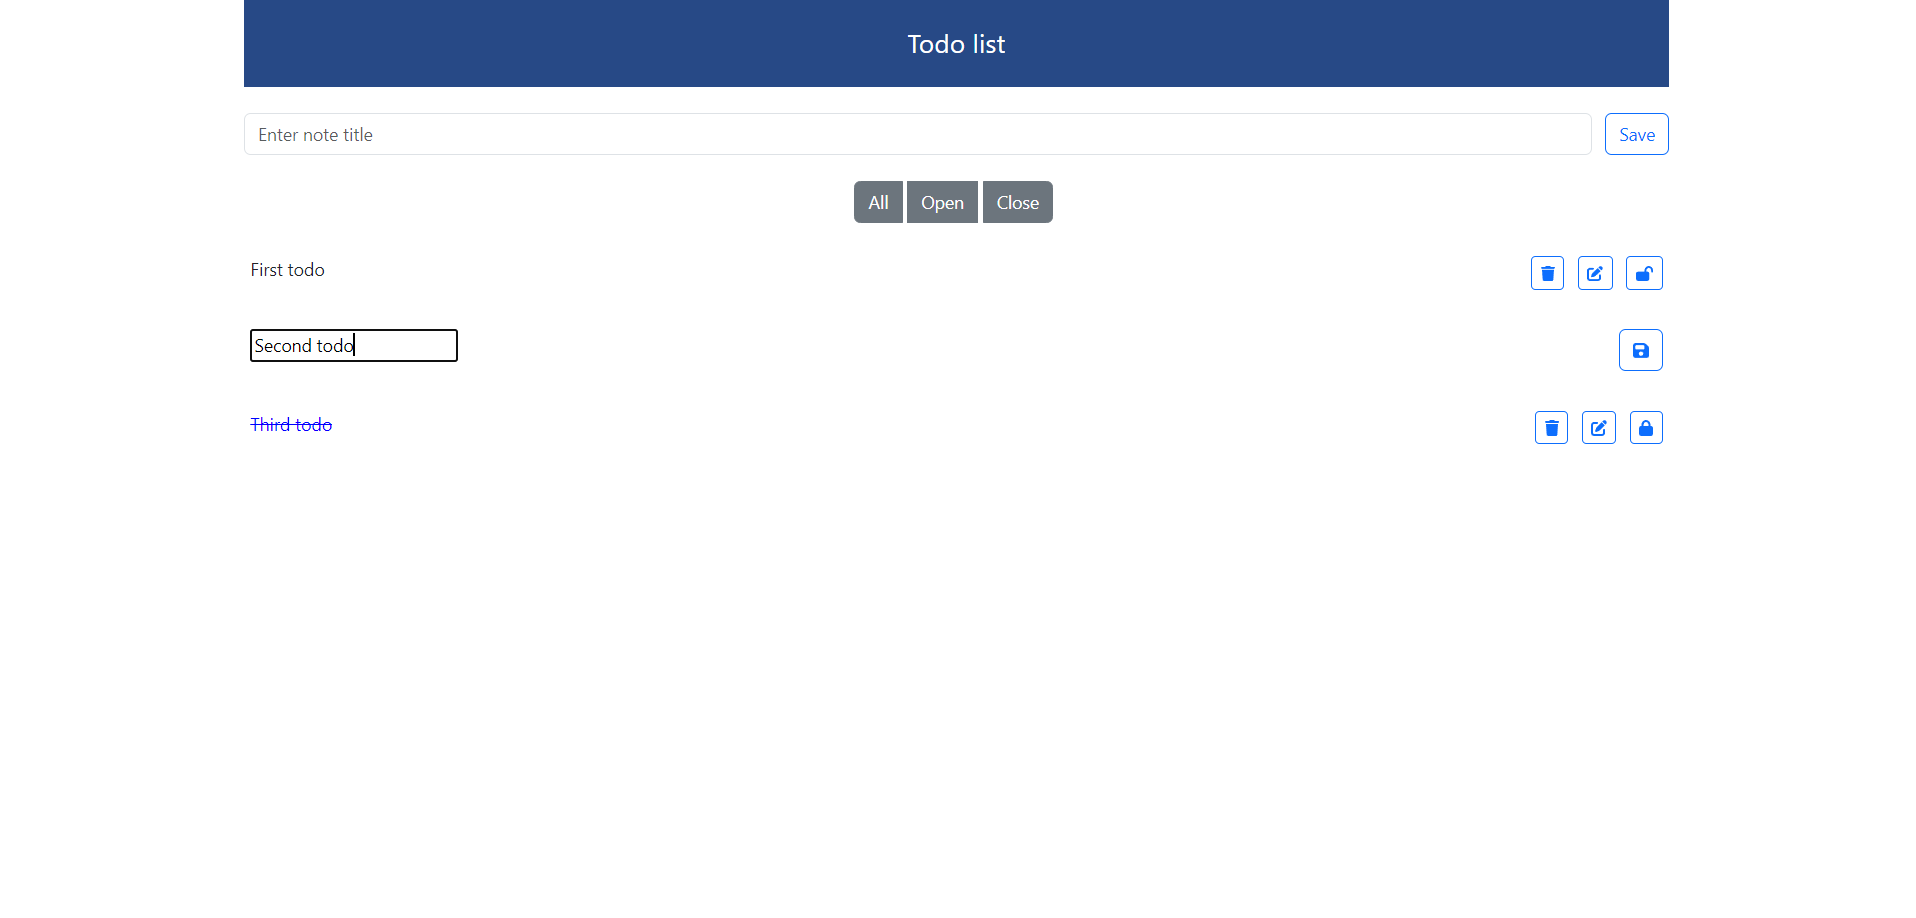 Todo list
Enter note title
Save
All
Open
Close
First todo
Second todo
Third todo